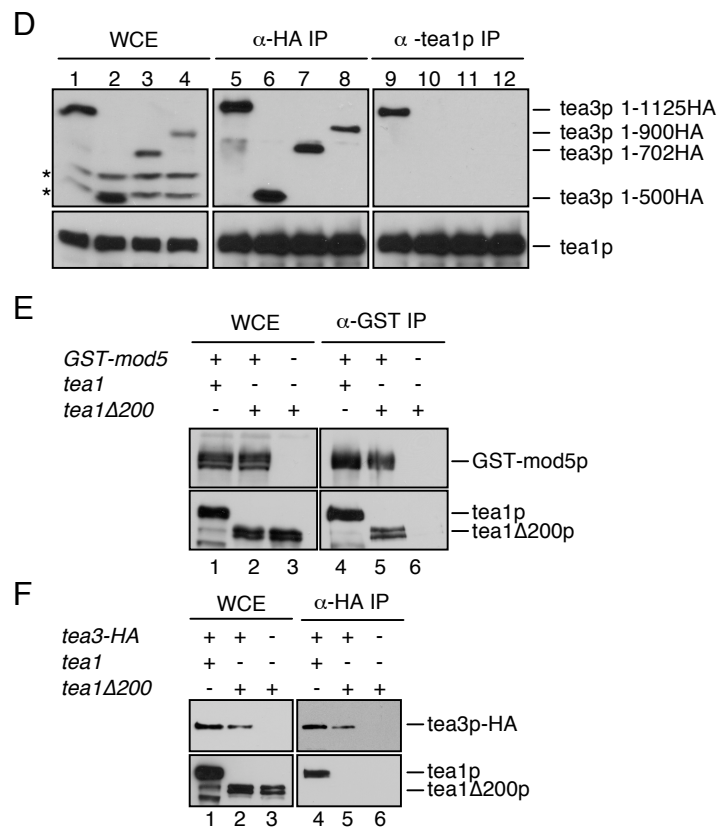 D
WCE α-HA IP α -tea1p IP
1 2 3 4 5 6 7 8 9 10 11 12
tea3p 1-1125HA
tea3p 1-900HA
tea3p 1-702HA
*
*
tea3p 1-500HA
tea1p
E
WCE α-GST IP
GST-mod5 + + - + + -
tea1 + - - + - -
tea1Δ200 - + + - + +
GST-mod5p
tea1p
tea1Δ200p
1 2 3 4 5 6
F
WCE α-HA IP
tea3-HA + + - + + -
tea1 + - - + - -
tea1Δ200 - + + - + +
tea3p-HA
tea1p
tea1Δ200p
1 2 3 4 5 6